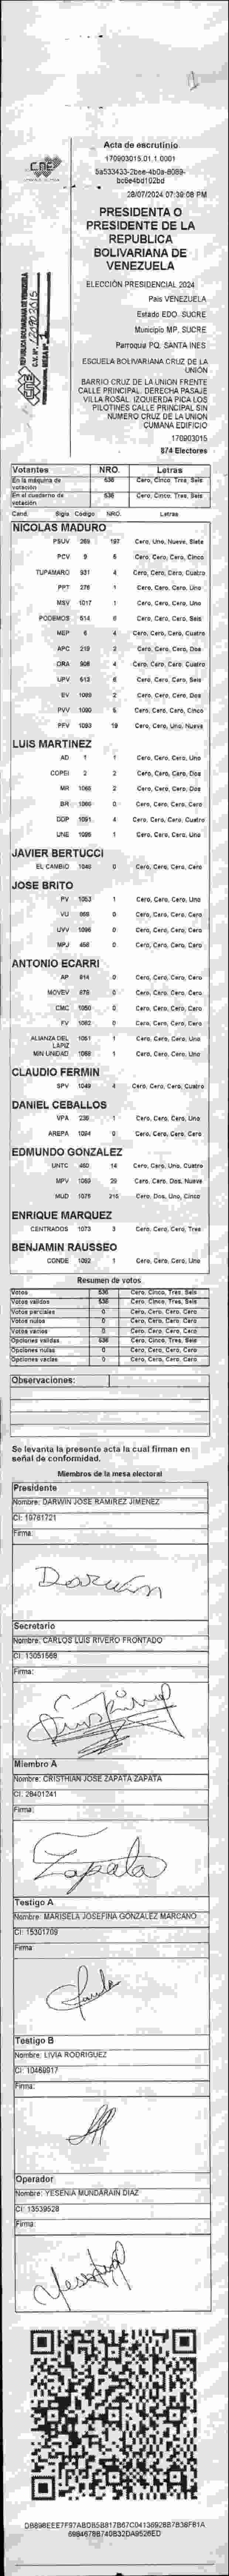 Acta de escrutinio
170903015.01.1.0001
28/07/2024 07:39:08 PM
PRESIDENTA O
PRESIDENTE DE LA
REPUBLICA
BOLIVARIANA DE
VENEZUELA
ELECCIÓN PRESIDENCIAL 2024
Pais VENEZUELA
Estado EDO. SUCRE
Municipio MP. SUCRE
Parroquia PQ. SANTA INES
ESCUELA BOLIVARIANA CRUZ DE LA
UNIÓN
BARRIO CRUZ DE LA UNION FRENTE
CALLE PRINCIPAL. DERECHA PASAJE
VILLA ROSAL. IZQUIERDA PICA LOS
PILOTINES CALLE PRINCIPAL SIN
NUMERO CRUZ DE LA UNION
CUMANA EDIFICIO
170903015
874 Electores
Votantes NRO. Letras
En la máquina de votación 536 Cero, Cinco, Tres, Seis
En el cuaderno de votación 536 Cero, Cinco, Tres, Seis
Cand. Sigla Código NRO. Letras
NICOLAS MADURO
PSUV 269 197 Cero, Uno, Nueve, Siete
PCV 9 5 Cero, Cero, Cero, Cinco
TUPAMARO 931 4 Cero, Cero, Cero, Cuatro
PPT 276 1 Cero, Cero, Cero, Uno
MSV 1017 1 Cero, Cero, Cero, Uno
PODEMOS 514 6 Cero, Cero, Cero, Seis
MEP 6 4 Cero, Cero, Cero, Cuatro
APC 219 2 Cero, Cero, Cero, Dos
ORA 908 4 Cero, Cero, Cero, Cuatro
UPV 613 6 Cero, Cero, Cero, Seis
EV 1089 2 Cero, Cero, Cero, Dos
PVV 1090 5 Cero, Cero, Cero, Cinco
PFV 1093 19 Cero, Cero, Uno, Nueve
LUIS MARTINEZ
AD 1 1 Cero, Cero, Cero, Uno
COPEI 2 2 Cero, Cero, Cero, Dos
MR 1065 2 Cero, Cero, Cero, Dos
BR 1060 0 Cero, Cero, Cero, Cero
DDP 1091 4 Cero, Cero, Cero, Cuatro
UNE 1095 1 Cero, Cero, Cero, Uno
JAVIER BERTUCCI
EL CAMBIO 1048 0 Cero, Cero, Cero, Cero
JOSE BRITO
PV 1053 1 Cero, Cero, Cero, Uno
VU 868 0 Cero, Cero, Cero, Cero
UVV 1096 0 Cero, Cero, Cero, Cero
MPJ 458 0 Cero, Cero, Cero, Cero
ANTONIO ECARRI
AP 814 0 Cero, Cero, Cero, Cero
MOVEV 879 0 Cero, Cero, Cero, Cero
CMC 1050 0 Cero, Cero, Cero, Cero
FV 1082 0 Cero, Cero, Cero, Cero
ALIANZA DEL LAPIZ 1061 1 Cero, Cero, Cero, Uno
MIN UNIDAD 1068 1 Cero, Cero, Cero, Uno
CLAUDIO FERMIN
SPV 1049 4 Cero, Cero, Cero, Cuatro
DANIEL CEBALLOS
VPA 236 1 Cero, Cero, Cero, Uno
AREPA 1094 0 Cero, Cero, Cero, Cero
EDMUNDO GONZALEZ
UNTC 460 14 Cero, Cero, Uno, Cuatro
MPV 1069 29 Cero, Cero, Dos, Nueve
MUD 1075 215 Cero, Dos, Uno, Cinco
ENRIQUE MARQUEZ
CENTRADOS 1073 3 Cero, Cero, Cero, Tres
BENJAMIN RAUSSEO
CONDE 1092 1 Cero, Cero, Cero, Uno
Resumen de votos
Votos 536 Cero, Cinco, Tres, Seis
Votos validos 536 Cero, Cinco, Tres, Seis
Votos parciales 0 Cero, Cero, Cero, Cero
Votos nulos 0 Cero, Cero, Cero, Cero
Votos vacios 0 Cero, Cero, Cero, Cero
Opciones validas 536 Cero, Cinco, Tres, Seis
Opciones nulas 0 Cero, Cero, Cero, Cero
Opciones vacias 0 Cero, Cero, Cero, Cero
Observaciones:
Se levanta la presente acta la cual firman en
señal de conformidad.
Miembros de la mesa electoral
Presidente
Nombre: DARWIN JOSE RAMIREZ JIMENEZ
CI: 19761721
Firma:
Darwin
Secretario
Nombre: CARLOS LUIS RIVERO FRONTADO
CI: 13051569
Firma:
Miembro A
Nombre: CRISTHIAN JOSE ZAPATA ZAPATA
CI: 28401241
Firma:
Zapata
Testigo A
Nombre: MARISELA JOSEFINA GONZALEZ MARCANO
CI: 15301709
Firma:
Testigo B
Nombre: LIVIA RODRIGUEZ
CI: 10468917
Firma:
Operador
Nombre: YESENIA MUNDARAIN DIAZ
CI: 13539528
Firma: